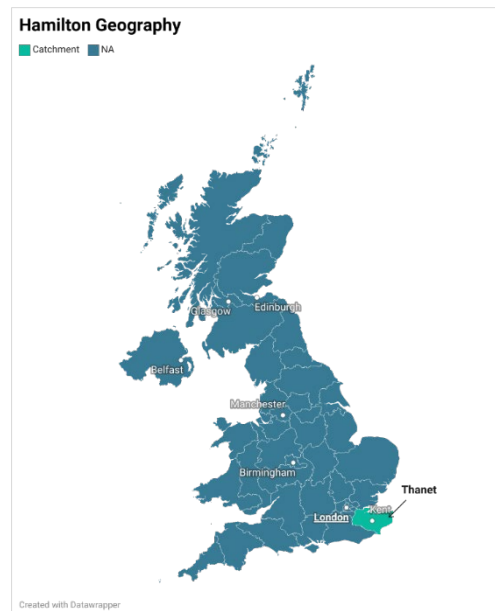 Hamilton Geography
Catchment NA
Glasgow Edinburgh
Belfast
Manchester
Birmingham
Thanet
Kent
London
Created with Datawrapper